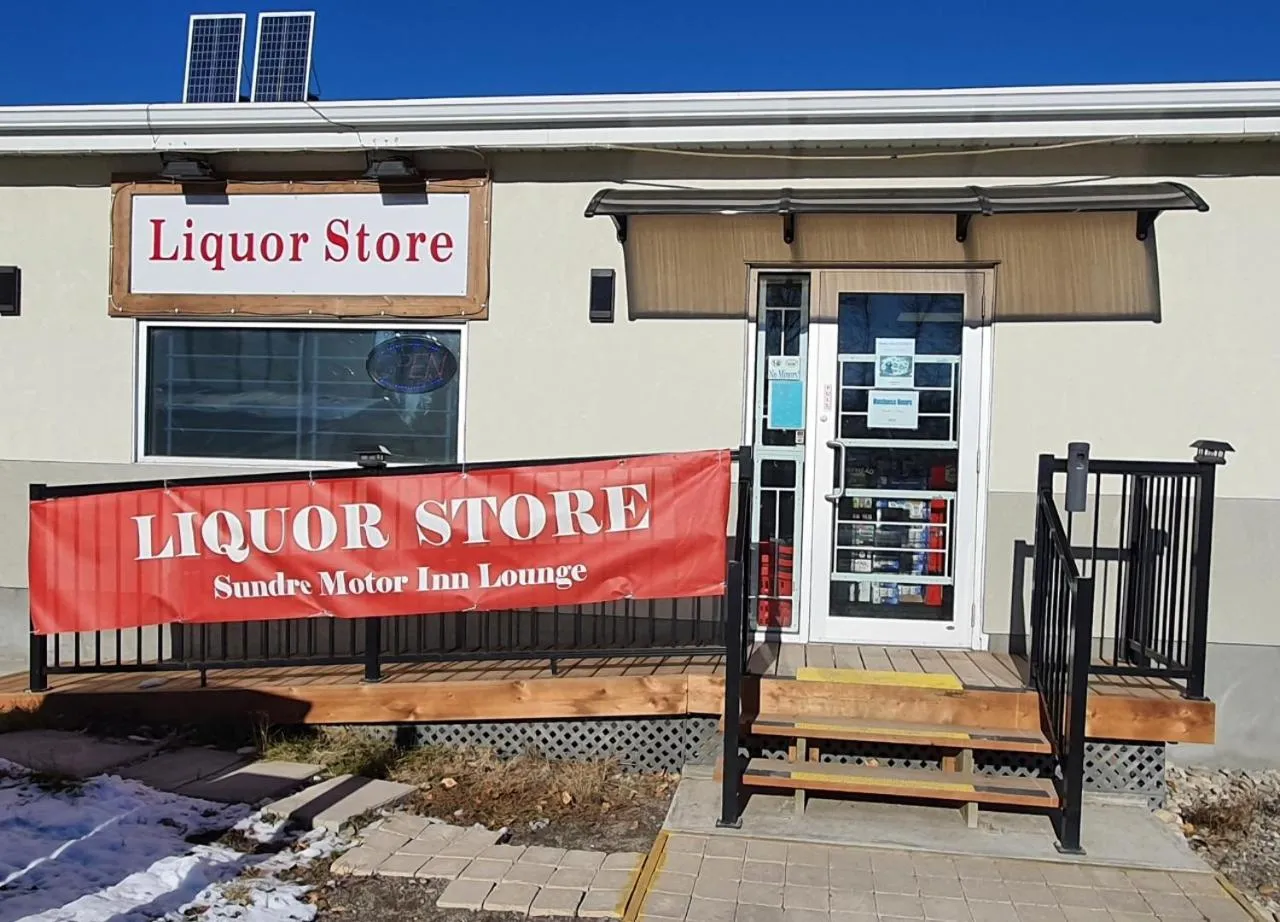 Liquor Store
OPEN
No Minors!
Business Hours
LIQUOR STORE
Sundre Motor Inn Lounge